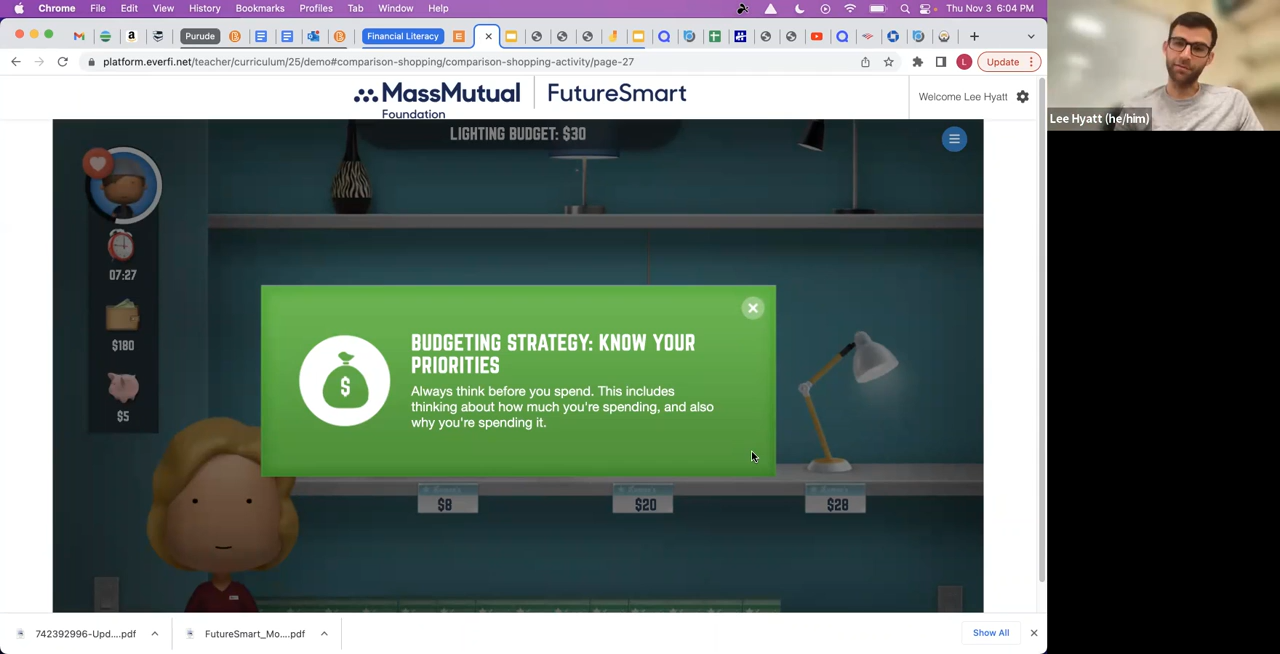 Chrome File Edit View History Bookmarks Profiles Tab Window Help
Thu Nov 3 6:04 PM
Purude
Financial Literacy
platform.everfi.net/teacher/curriculum/25/demo#comparison-shopping/comparison-shopping-activity/page-27
L
Update
MassMutual
Foundation
FutureSmart
Welcome Lee Hyatt
Lee Hyatt (he/him)
LIGHTING BUDGET: $30
07:27
$180
$5
BUDGETING STRATEGY: KNOW YOUR
PRIORITIES
Always think before you spend. This includes
thinking about how much you're spending, and also
why you're spending it.
$
$8
$20
$28
742392996-Upd....pdf
FutureSmart_Mo....pdf
Show All